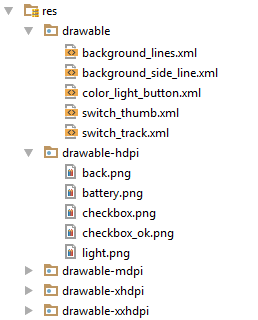 res
drawable
background_lines.xml
background_side_line.xml
color_light_button.xml
switch_thumb.xml
switch_track.xml
drawable-hdpi
back.png
battery.png
checkbox.png
checkbox_ok.png
light.png
drawable-mdpi
drawable-xhdpi
drawable-xxhdpi